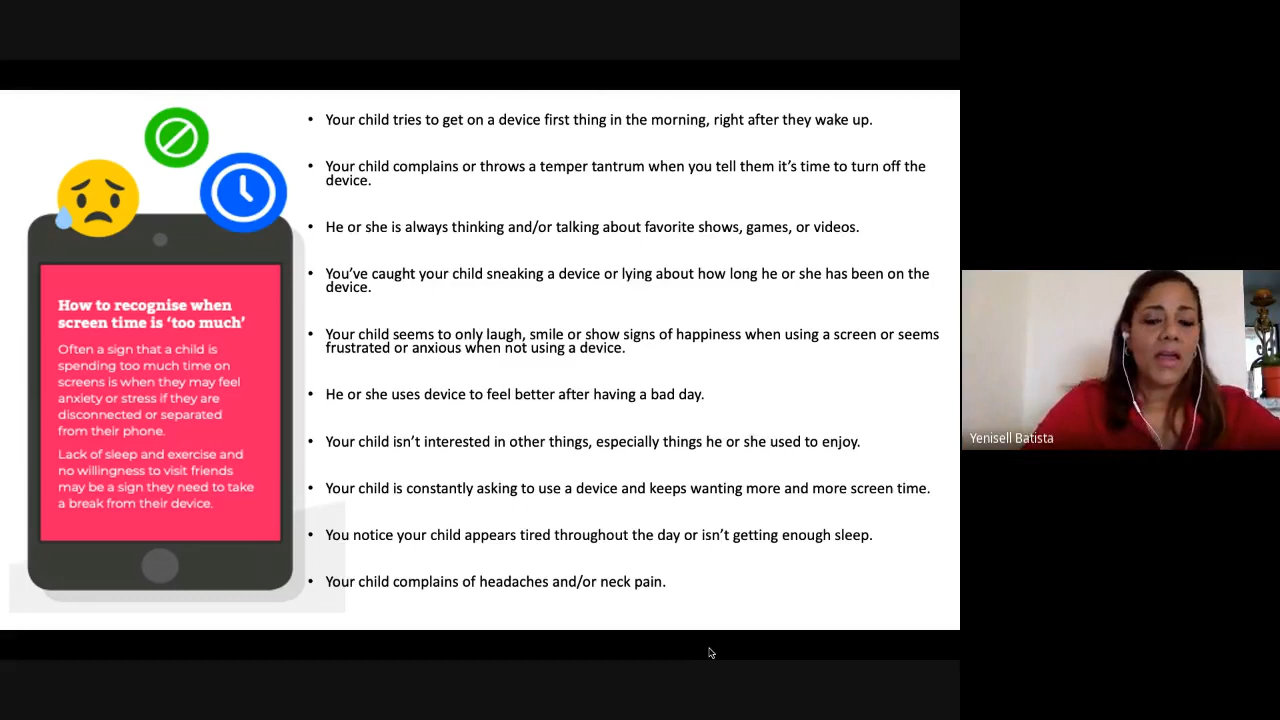 How to recognise when
screen time is ‘too much’
Often a sign that a child is
spending too much time on
screens is when they may feel
anxiety or stress if they are
disconnected or separated
from their phone.
Lack of sleep and exercise and
no willingness to visit friends
may be a sign they need to take
a break from their device.
• Your child tries to get on a device first thing in the morning, right after they wake up.
• Your child complains or throws a temper tantrum when you tell them it’s time to turn off the
device.
• He or she is always thinking and/or talking about favorite shows, games, or videos.
• You’ve caught your child sneaking a device or lying about how long he or she has been on the
device.
• Your child seems to only laugh, smile or show signs of happiness when using a screen or seems
frustrated or anxious when not using a device.
• He or she uses device to feel better after having a bad day.
• Your child isn’t interested in other things, especially things he or she used to enjoy.
• Your child is constantly asking to use a device and keeps wanting more and more screen time.
• You notice your child appears tired throughout the day or isn’t getting enough sleep.
• Your child complains of headaches and/or neck pain.
Yenisell Batista